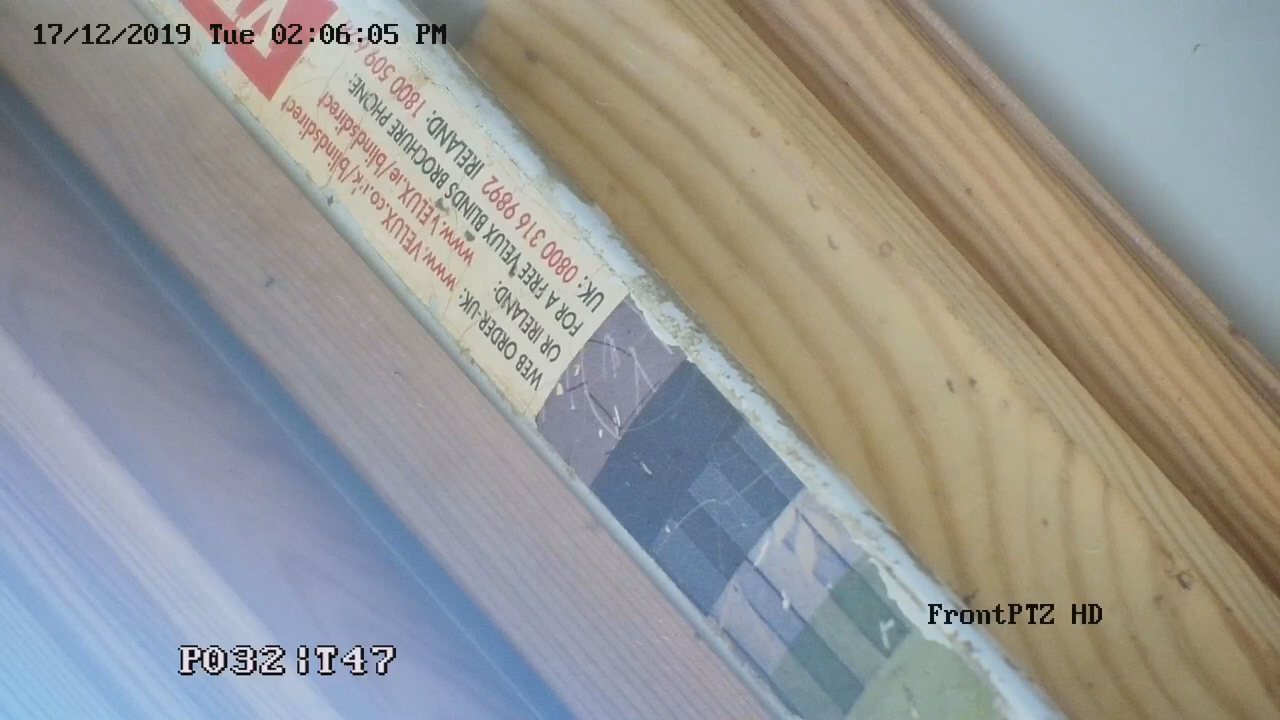 17/12/2019 Tue 02:06:05 PM
WEB ORDER-UK: www.VELUX.co.uk/blindsdirect
OR IRELAND: www.VELUX.ie/blindsdirect
FOR A FREE VELUX BLINDS BROCHURE PHONE:
UK: 0800 316 9892 IRELAND: 1800 509
FrontPTZ HD
P032:T47